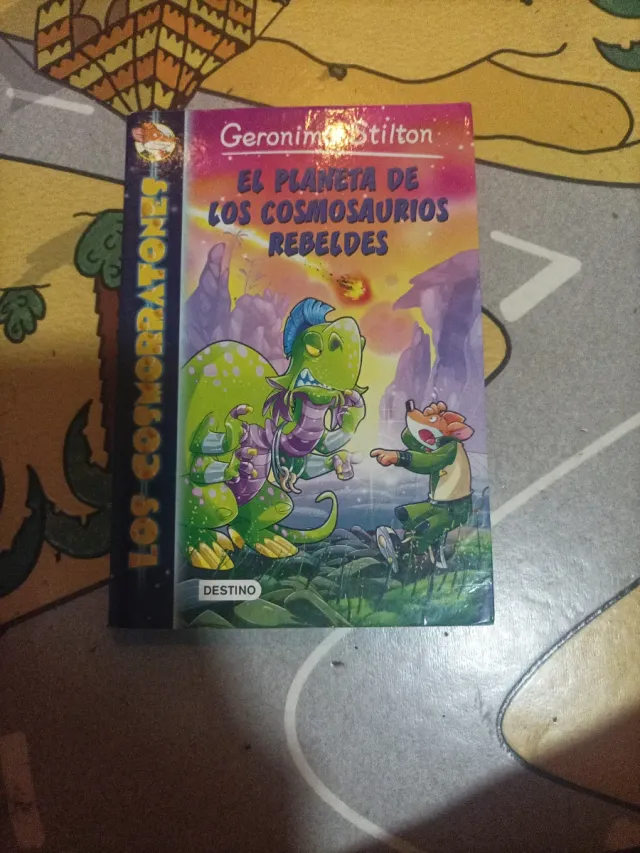 Geronimo Stilton
EL PLANETA DE
LOS COSMOSAURIOS
REBELDES
LOS COSMORRATONES
DESTINO